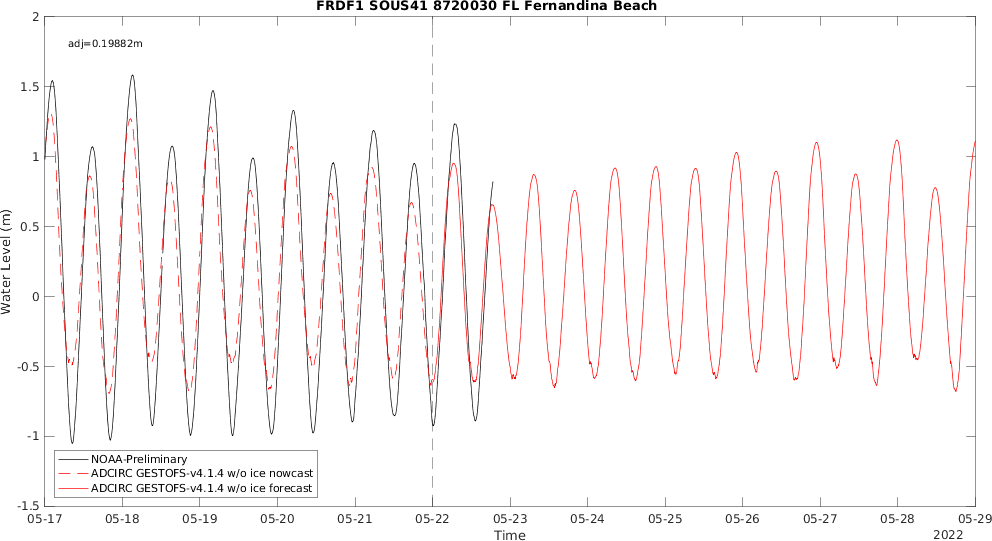 FRDF1 SOUS41 8720030 FL Fernandina Beach
adj=0.19882m
2
1.5
1
0.5
0
-0.5
-1
-1.5
Water Level (m)
NOAA-Preliminary
ADCIRC GESTOFS-v4.1.4 w/o ice nowcast
ADCIRC GESTOFS-v4.1.4 w/o ice forecast
05-17 05-18 05-19 05-20 05-21 05-22 05-23 05-24 05-25 05-26 05-27 05-28 05-29
Time
2022